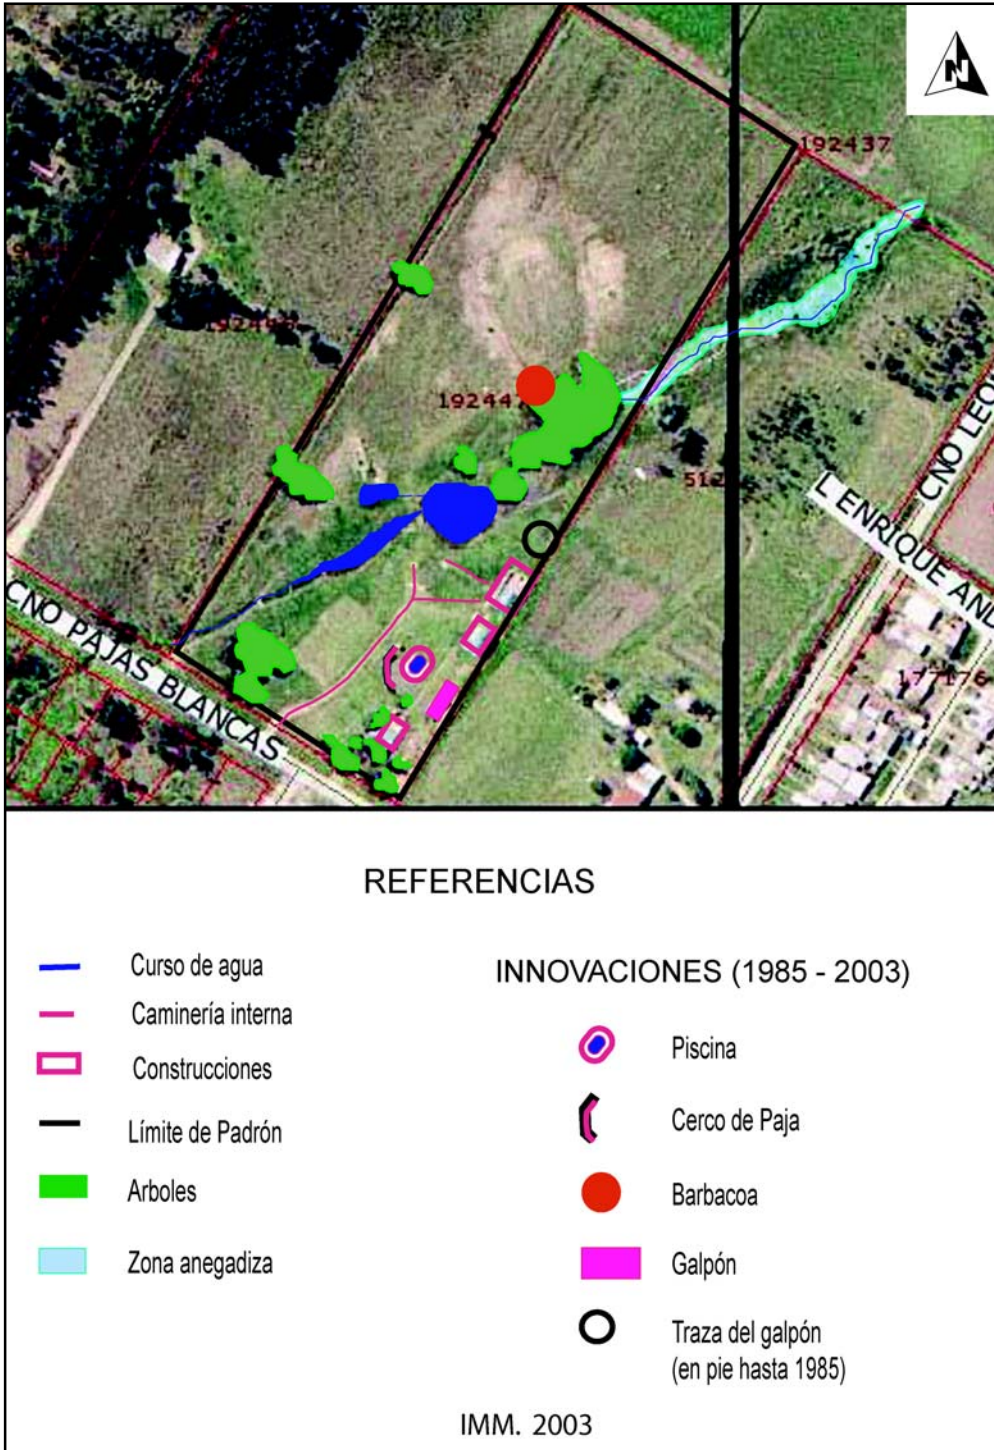 N
192437
192447
512
CNO LEO
L ENRIQUE AND
CNO PAJAS BLANCAS
177176
REFERENCIAS
Curso de agua
Caminería interna
Construcciones
Límite de Padrón
Arboles
Zona anegadiza
INNOVACIONES (1985 - 2003)
Piscina
Cerco de Paja
Barbacoa
Galpón
Traza del galpón
(en pie hasta 1985)
IMM. 2003